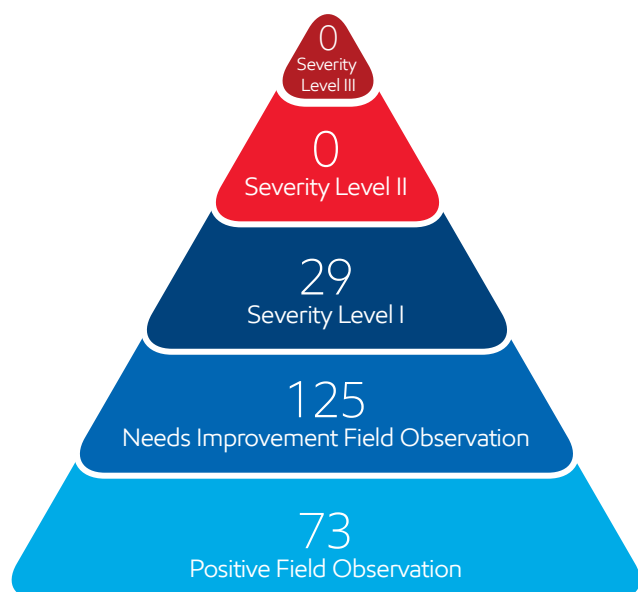 0
Severity
Level III
0
Severity Level II
29
Severity Level I
125
Needs Improvement Field Observation
73
Positive Field Observation